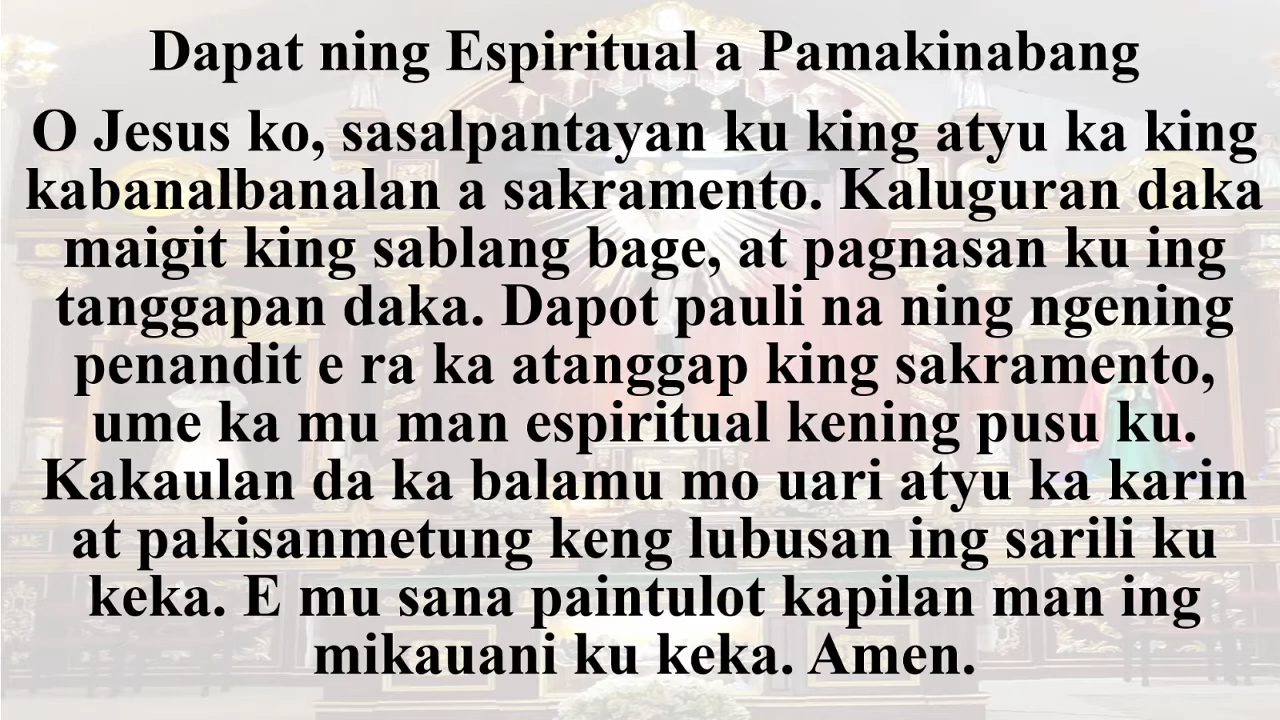 Dapat ning Espiritual a Pamakinabang
O Jesus ko, sasalpantayan ku king atyu ka king
kabanalbanalan a sakramento. Kaluguran daka
maigit king sablang bage, at pagnasan ku ing
tanggapan daka. Dapot pauli na ning ngening
penandit e ra ka atanggap king sakramento,
ume ka mu man espiritual kening pusu ku.
Kakaulan da ka balamu mo uari atyu ka karin
at pakisanmetung keng lubusan ing sarili ku
keka. E mu sana paintulot kapilan man ing
mikauani ku keka. Amen.